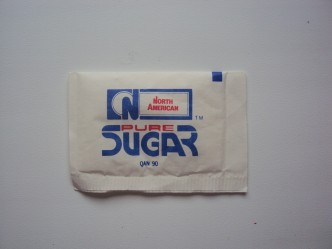 North
American
TM
PURE
SUGAR
QAN 90